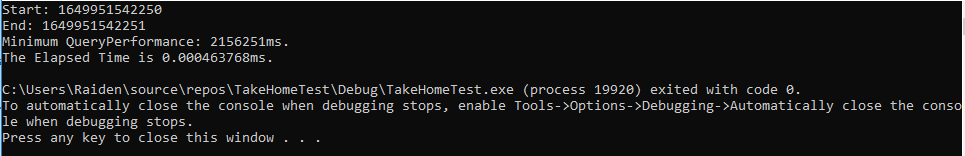 Start: 1649951542250
End: 1649951542251
Minimum QueryPerformance: 2156251ms.
The Elapsed Time is 0.000463768ms.
C:\Users\Raiden\source\repos\TakeHomeTest\Debug\TakeHomeTest.exe (process 19920) exited with code 0.
To automatically close the console when debugging stops, enable Tools->Options->Debugging->Automatically close the conso
le when debugging stops.
Press any key to close this window . . .